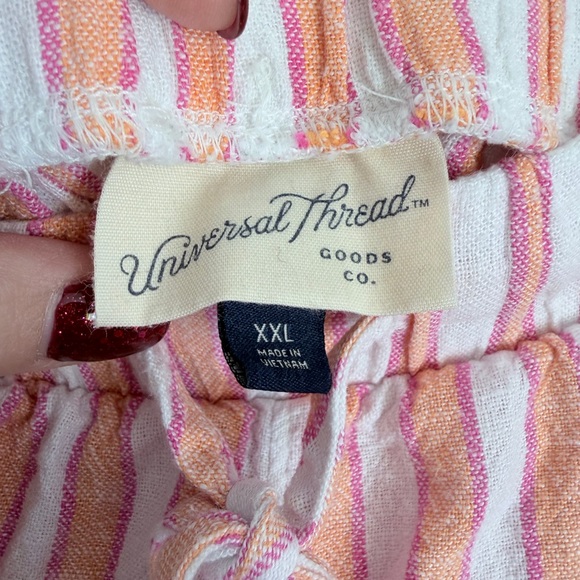 Universal Thread™
GOODS
CO.
XXL
MADE IN
VIETNAM